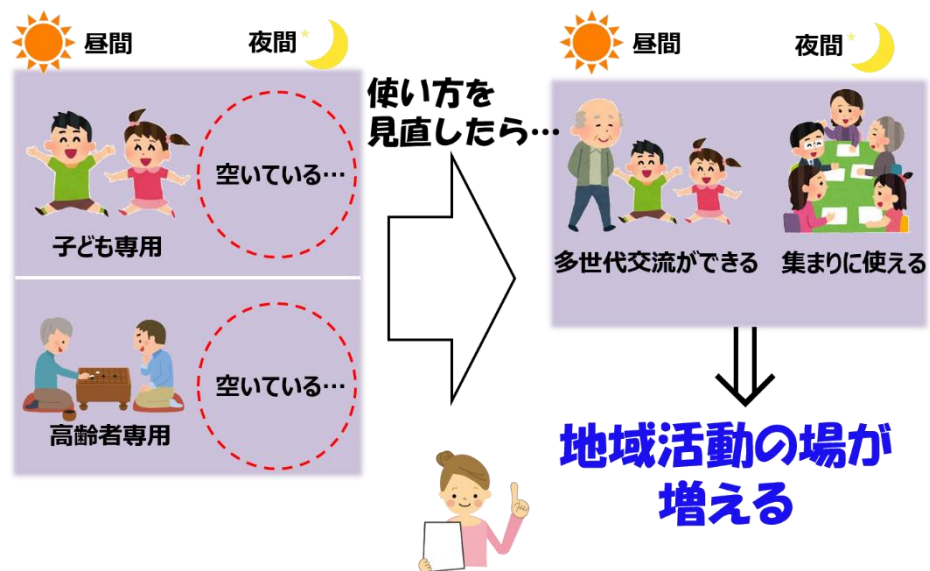 昼間
夜間
子ども専用
空いている…
高齢者専用
空いている…
使い方を
見直したら…
昼間
夜間
多世代交流ができる
集まりに使える
地域活動の場が
増える